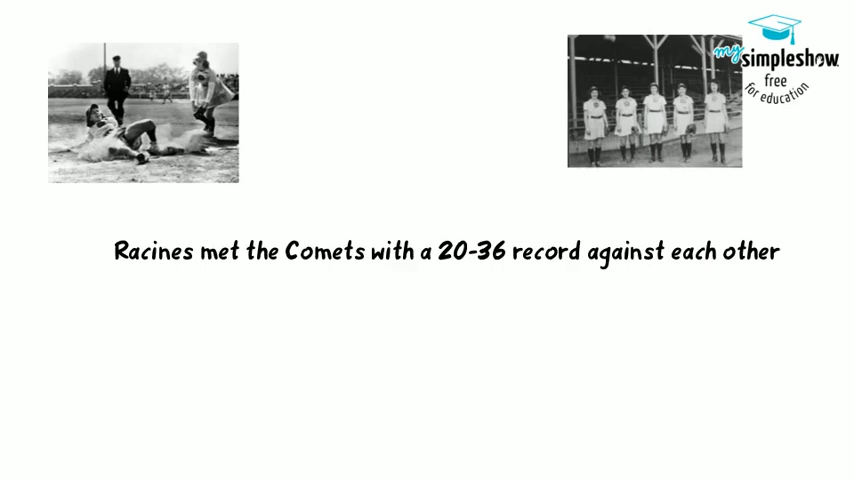 my
simpleshow
free
for education
Racines met the Comets with a 20-36 record against each other